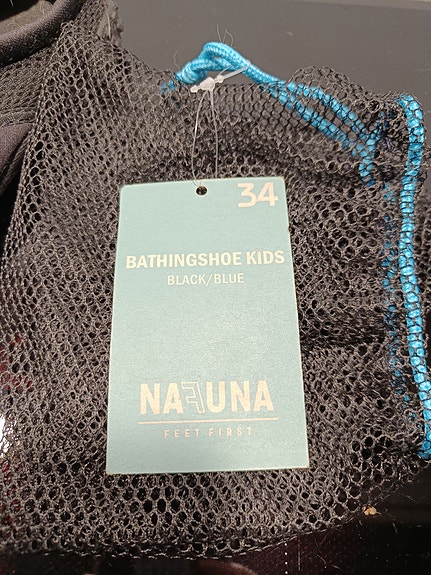 34
BATHINGSHOE KIDS
BLACK/BLUE
NAFUNA
FEET FIRST